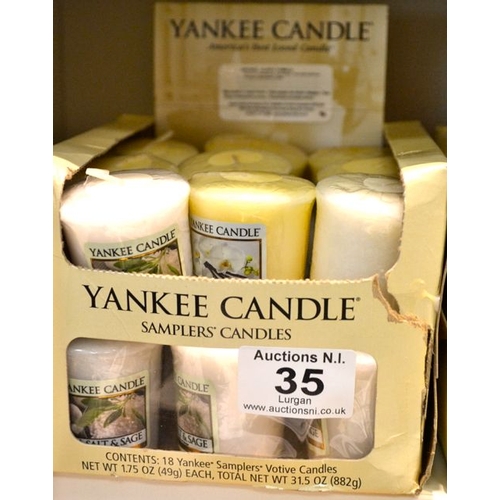 YANKEE CANDLE
America's Best Loved Candle
YANKEE CANDLE
YANKEE CANDLE
YANKEE CANDLE®
SAMPLERS® CANDLES
YANKEE CANDLE
SALT & SAGE
CANDLE
& SAGE
Auctions N.I.
35
Lurgan
www.auctionsni.co.uk
CONTENTS: 18 Yankee® Samplers® Votive Candles
NET WT 1.75 OZ (49g) EACH, TOTAL NET WT 31.5 OZ (882g)